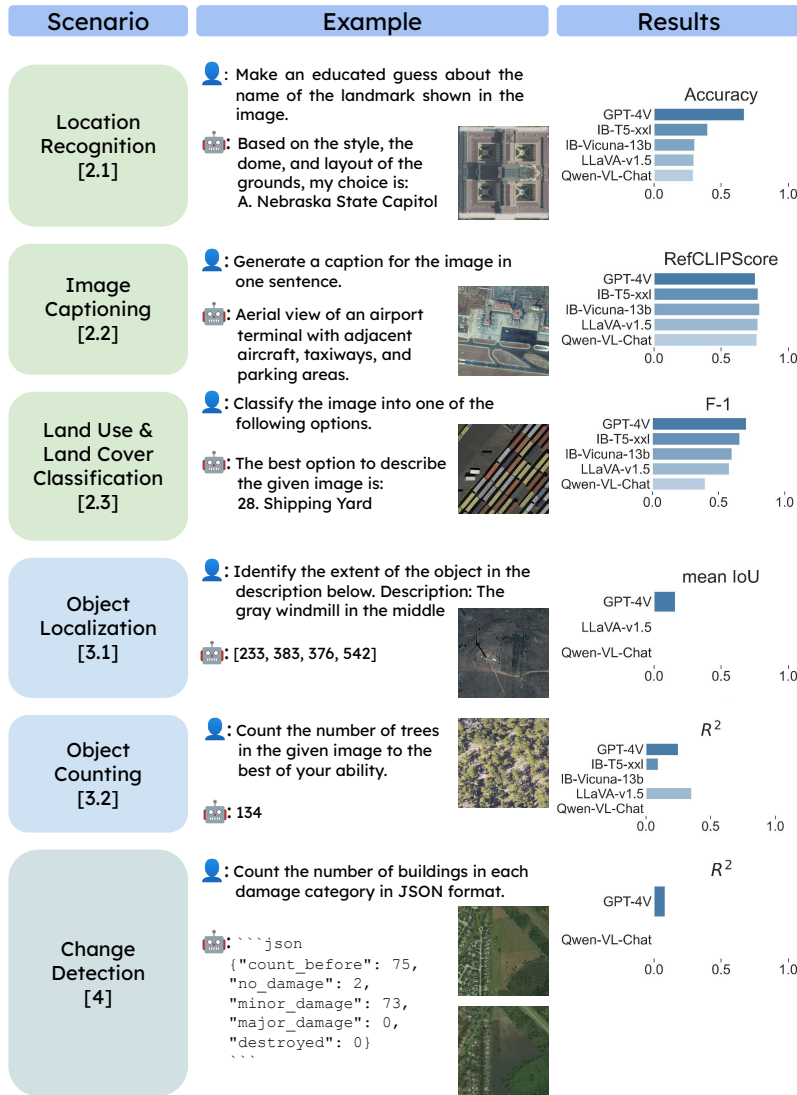 Scenario
Example
Results
Location
Recognition
[2.1]
: Make an educated guess about the
name of the landmark shown in the
image.
: Based on the style, the
dome, and layout of the
grounds, my choice is:
A. Nebraska State Capitol
Accuracy
GPT-4V
IB-T5-xxl
IB-Vicuna-13b
LLaVA-v1.5
Qwen-VL-Chat
0.0 0.5 1.0
Image
Captioning
[2.2]
: Generate a caption for the image in
one sentence.
: Aerial view of an airport
terminal with adjacent
aircraft, taxiways, and
parking areas.
RefCLIPScore
GPT-4V
IB-T5-xxl
IB-Vicuna-13b
LLaVA-v1.5
Qwen-VL-Chat
0.0 0.5 1.0
Land Use &
Land Cover
Classification
[2.3]
: Classify the image into one of the
following options.
: The best option to describe
the given image is:
28. Shipping Yard
F-1
GPT-4V
IB-T5-xxl
IB-Vicuna-13b
LLaVA-v1.5
Qwen-VL-Chat
0.0 0.5 1.0
Object
Localization
[3.1]
: Identify the extent of the object in the
description below. Description: The
gray windmill in the middle
: [233, 383, 376, 542]
mean IoU
GPT-4V
LLaVA-v1.5
Qwen-VL-Chat
0.0 0.5 1.0
Object
Counting
[3.2]
: Count the number of trees
in the given image to the
best of your ability.
: 134
R²
GPT-4V
IB-T5-xxl
IB-Vicuna-13b
LLaVA-v1.5
Qwen-VL-Chat
0.0 0.5 1.0
Change
Detection
[4]
: Count the number of buildings in each
damage category in JSON format.
: ```json
{"count_before": 75,
"no_damage": 2,
"minor_damage": 73,
"major_damage": 0,
"destroyed": 0}
```
R²
GPT-4V
Qwen-VL-Chat
0.0 0.5 1.0